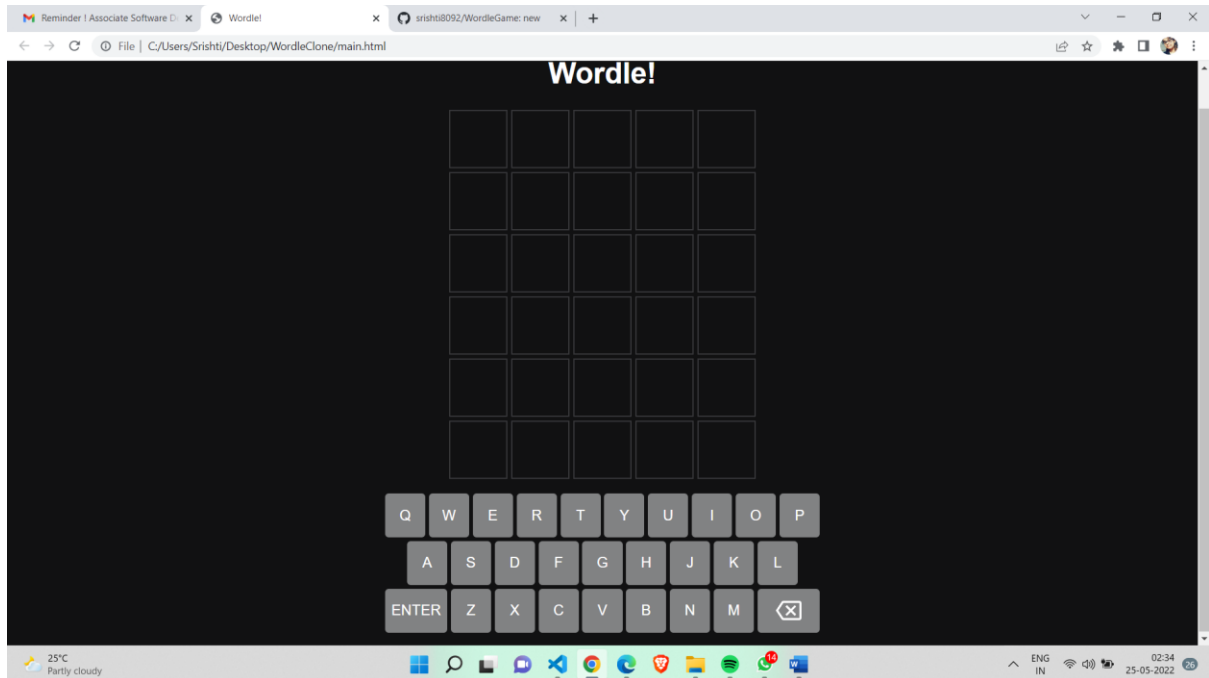 Reminder ! Associate Software D
Wordle!
srishti8092/WordleGame: new
File | C:/Users/Srishti/Desktop/WordleClone/main.html
Wordle!
Q W E R T Y U I O P
A S D F G H J K L
ENTER Z X C V B N M
25°C
Partly cloudy
14
ENG
IN
02:34
25-05-2022
26